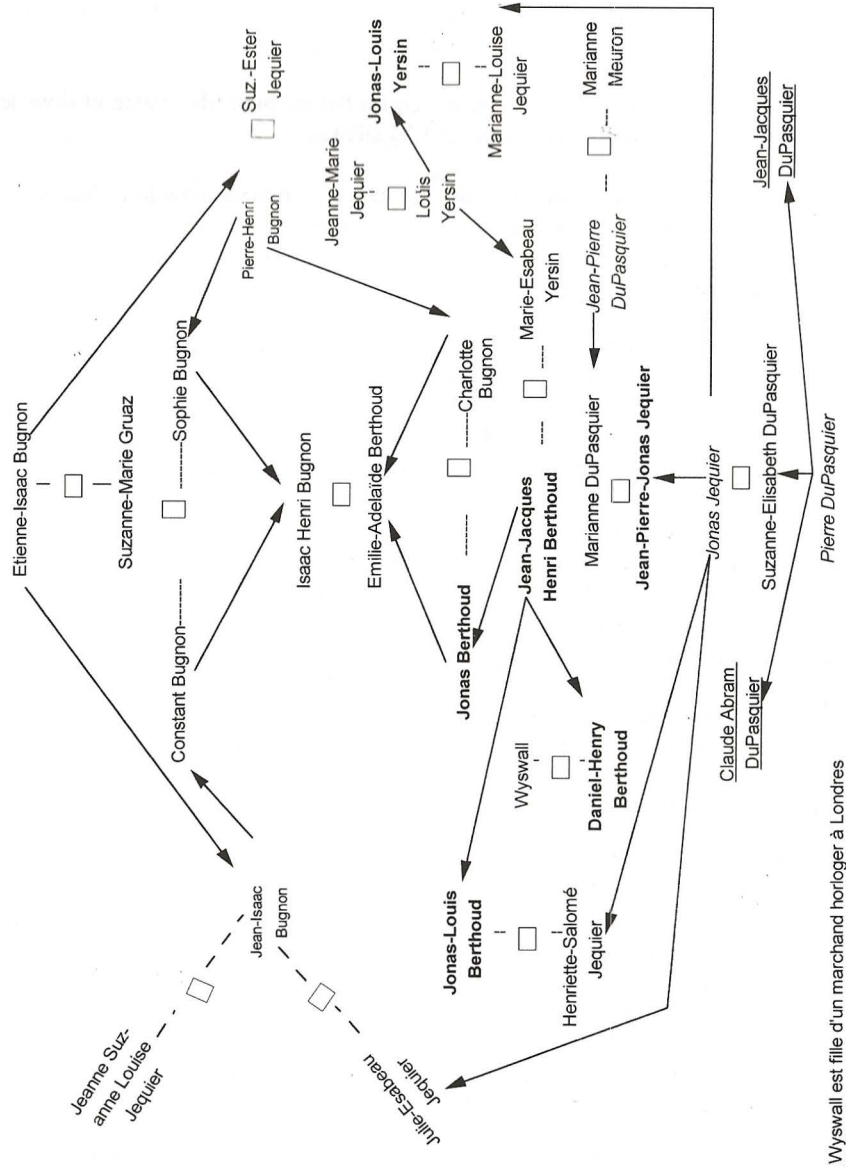 Etienne-Isaac Bugnon
Suzanne-Marie Gruaz
Suz.-Ester
Jequier
Pierre-Henri
Bugnon
Jeanne Suz-
anne Louise
Jequier
Jean-Isaac
Bugnon
Julie-Esabeau
Jequier
Constant Bugnon
Sophie Bugnon
Isaac Henri Bugnon
Emilie-Adelaïde Berthoud
Jeanne-Marie
Jequier
Louis
Yersin
Jonas-Louis
Yersin
Marianne-Louise
Jequier
Jonas Berthoud
Charlotte
Bugnon
Jonas-Louis
Berthoud
Henriette-Salomé
Jequier
Wyswall
Daniel-Henry
Berthoud
Jean-Jacques
Henri Berthoud
Marie-Esabeau
Yersin
Marianne DuPasquier
Jean-Pierre-Jonas Jequier
Jean-Pierre
DuPasquier
Marianne
Meuron
Jonas Jequier
Suzanne-Elisabeth DuPasquier
Claude Abram
DuPasquier
Jean-Jacques
DuPasquier
Pierre DuPasquier
Wyswall est fille d'un marchand horloger à Londres